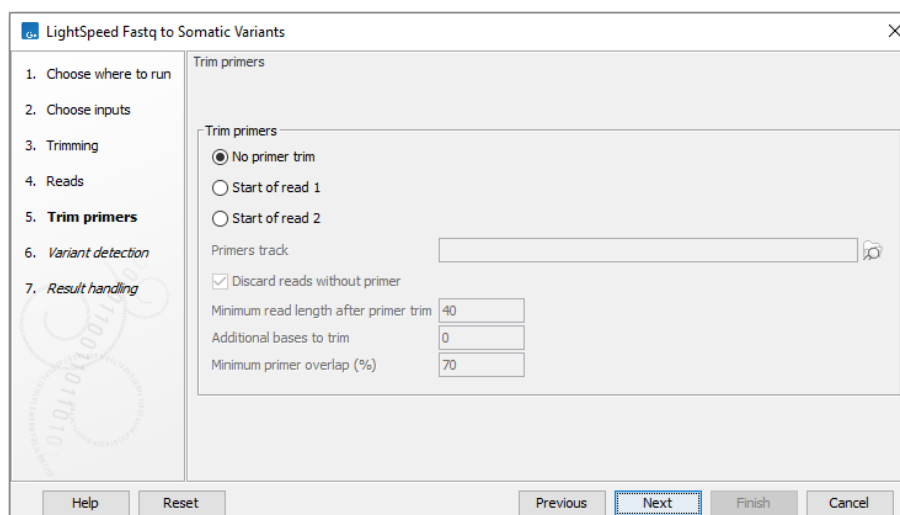 LightSpeed Fastq to Somatic Variants
1. Choose where to run
2. Choose inputs
3. Trimming
4. Reads
5. Trim primers
6. Variant detection
7. Result handling
Trim primers
Trim primers
No primer trim
Start of read 1
Start of read 2
Primers track
Discard reads without primer
Minimum read length after primer trim 40
Additional bases to trim 0
Minimum primer overlap (%) 70
Help Reset Previous Next Finish Cancel